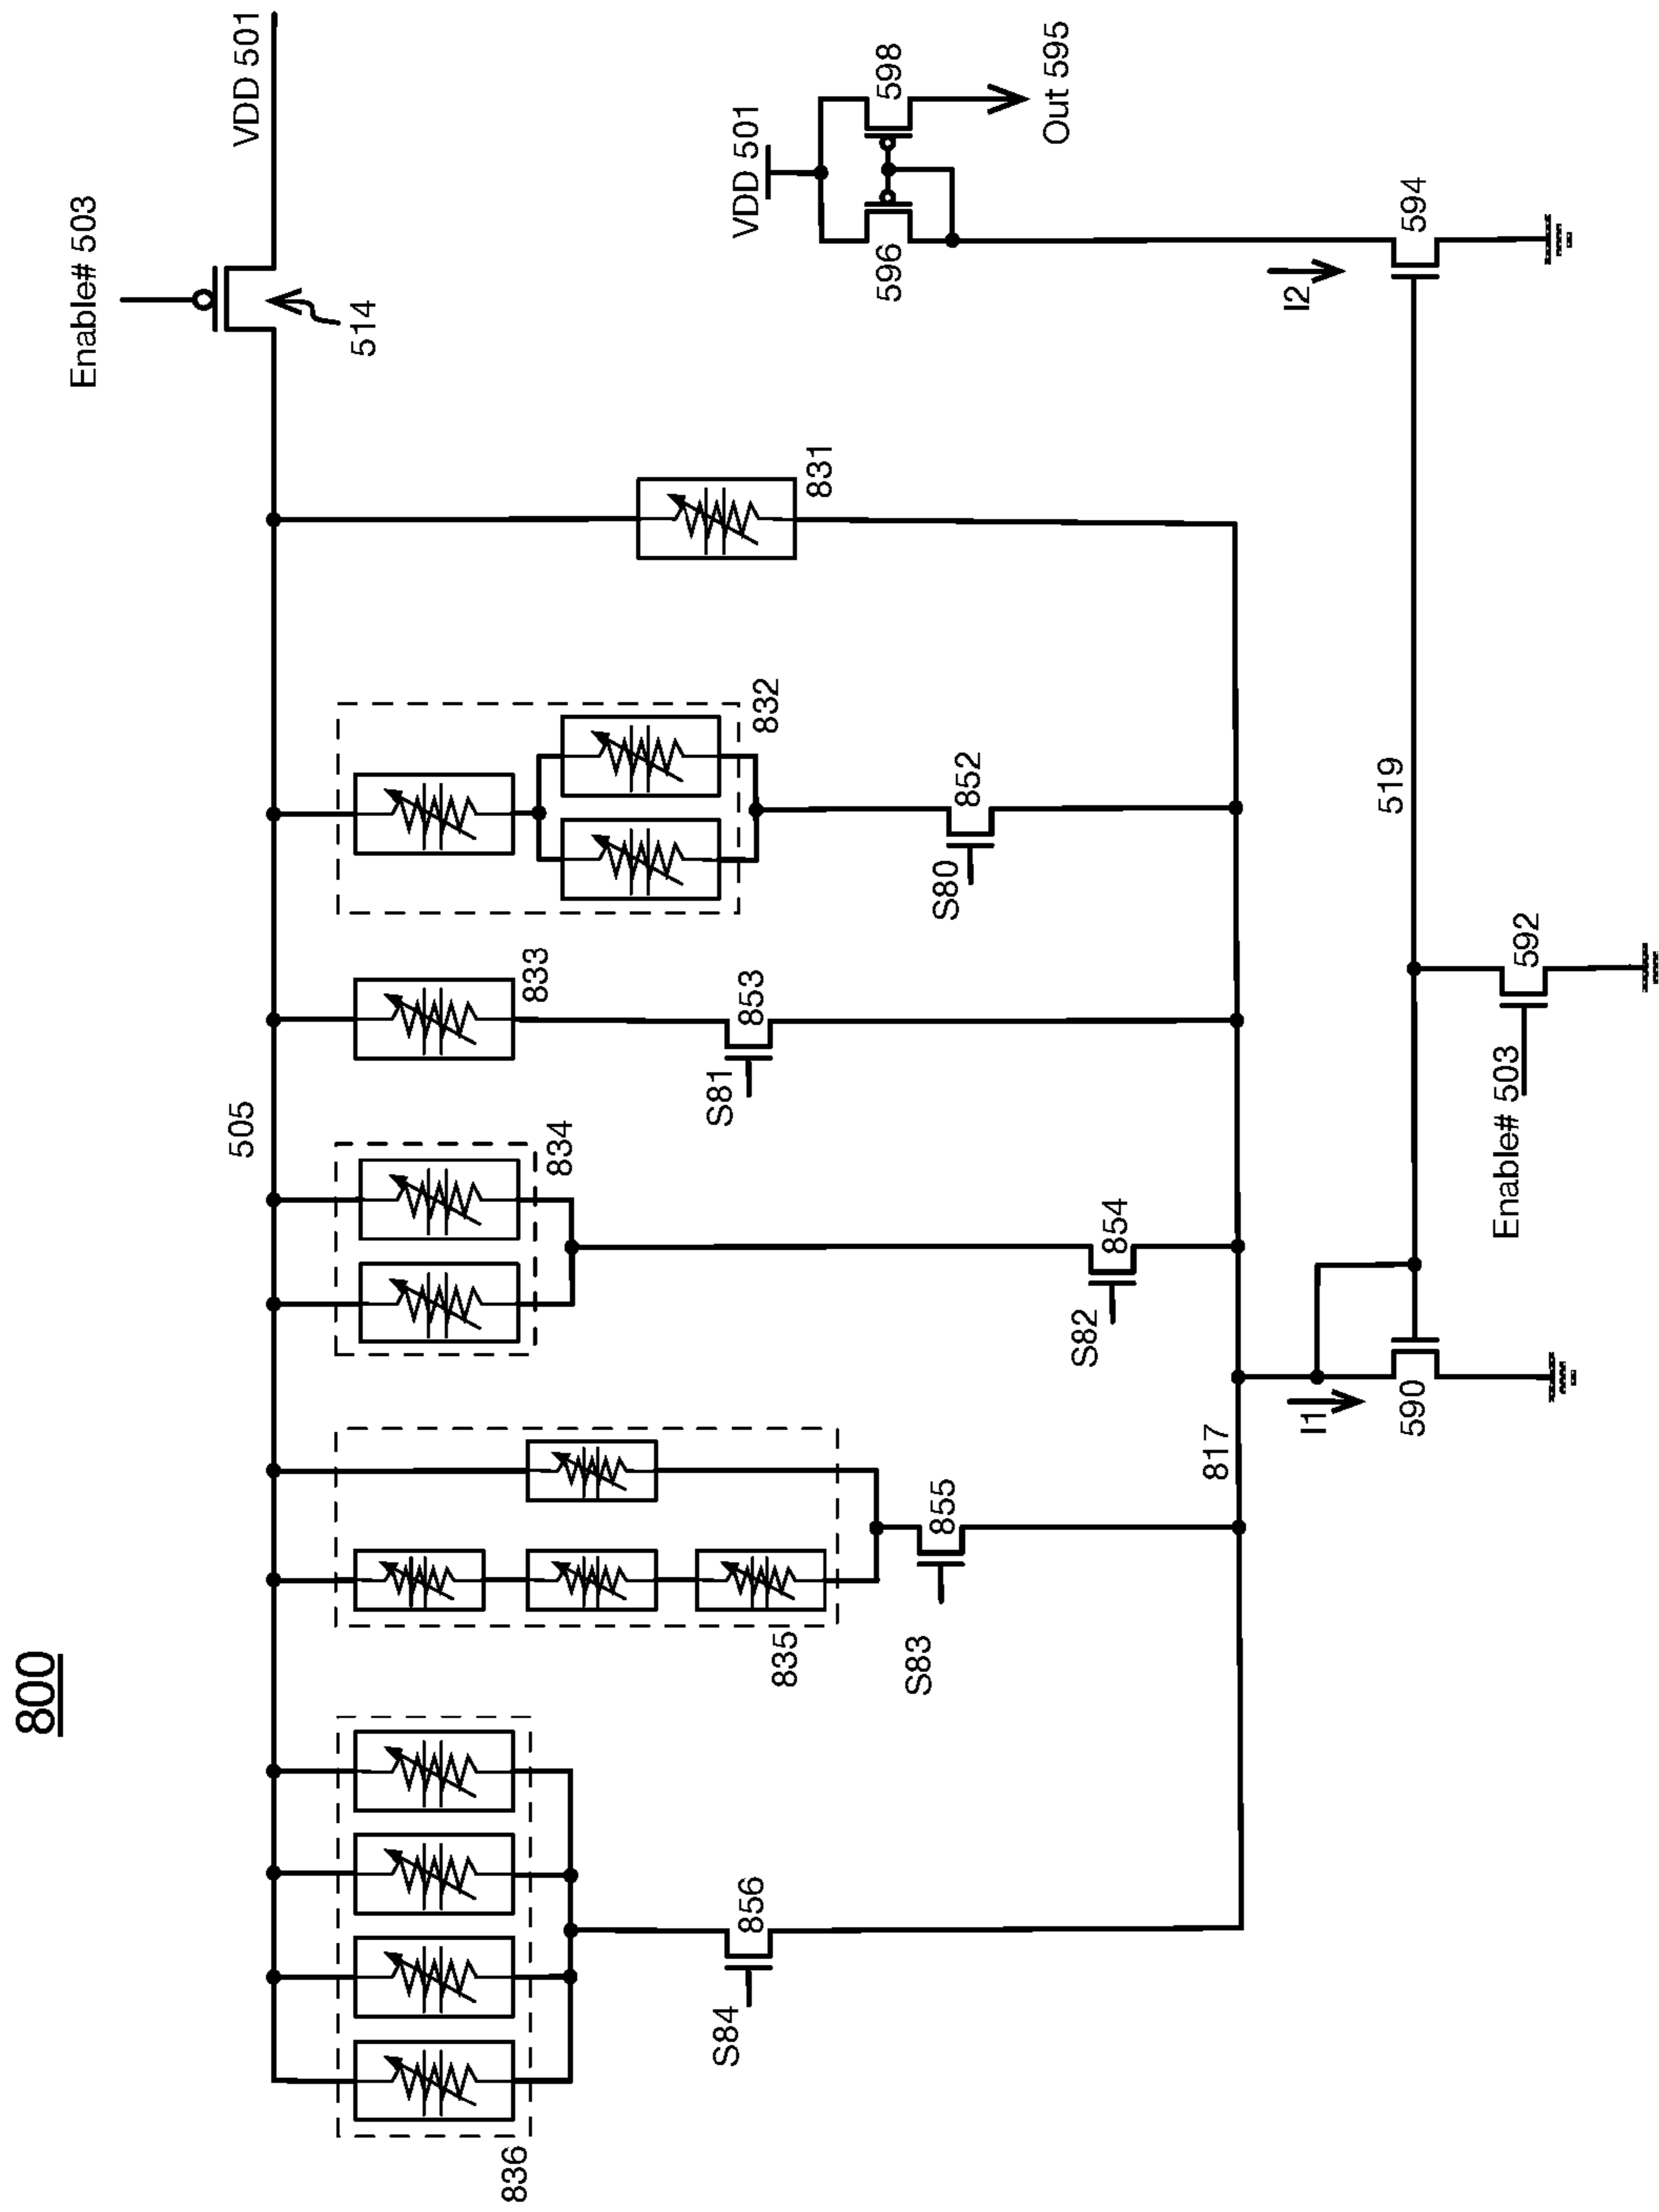 800
Enable# 503
VDD 501
514
505
VDD 501
596
598
Out 595
831
832
833
834
835
836
S80
852
S81
853
S82
854
S83
855
S84
856
817
I1
I2
590
519
592
594
Enable# 503